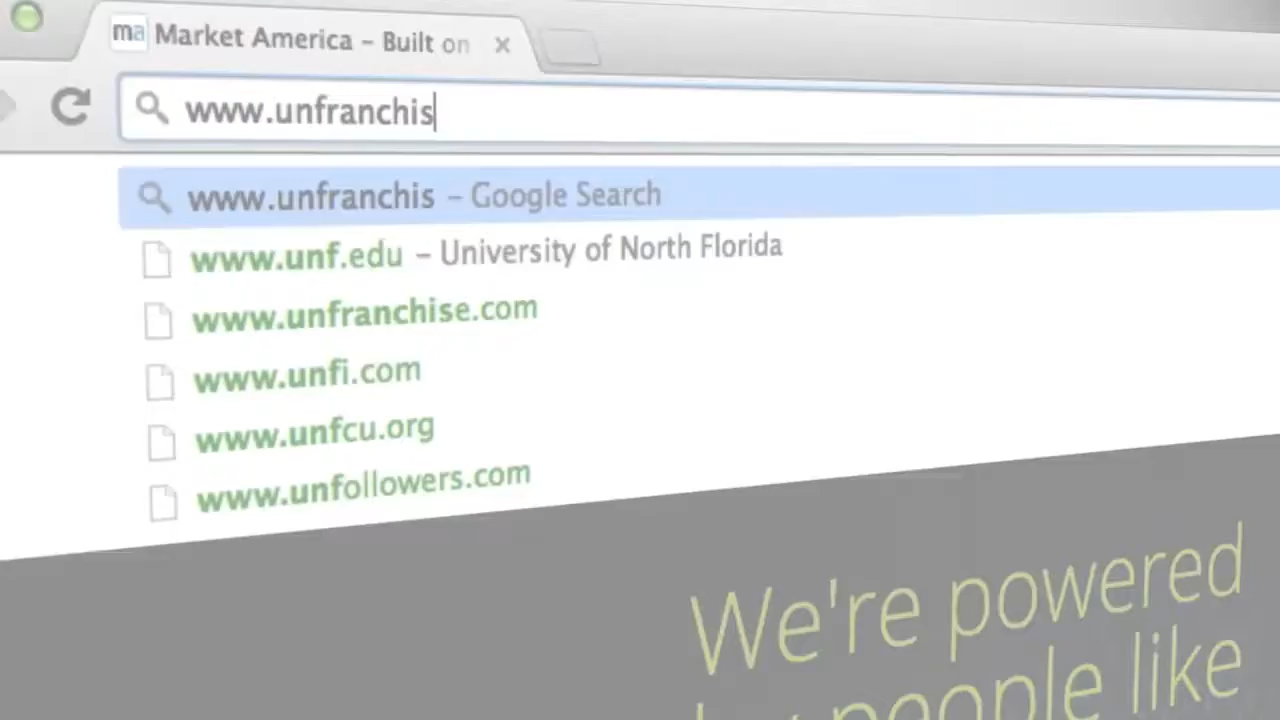 ma Market America – Built on
www.unfranchis
www.unfranchis – Google Search
www.unf.edu – University of North Florida
www.unfranchise.com
www.unfi.com
www.unfcu.org
www.unfollowers.com
We're powered
people like